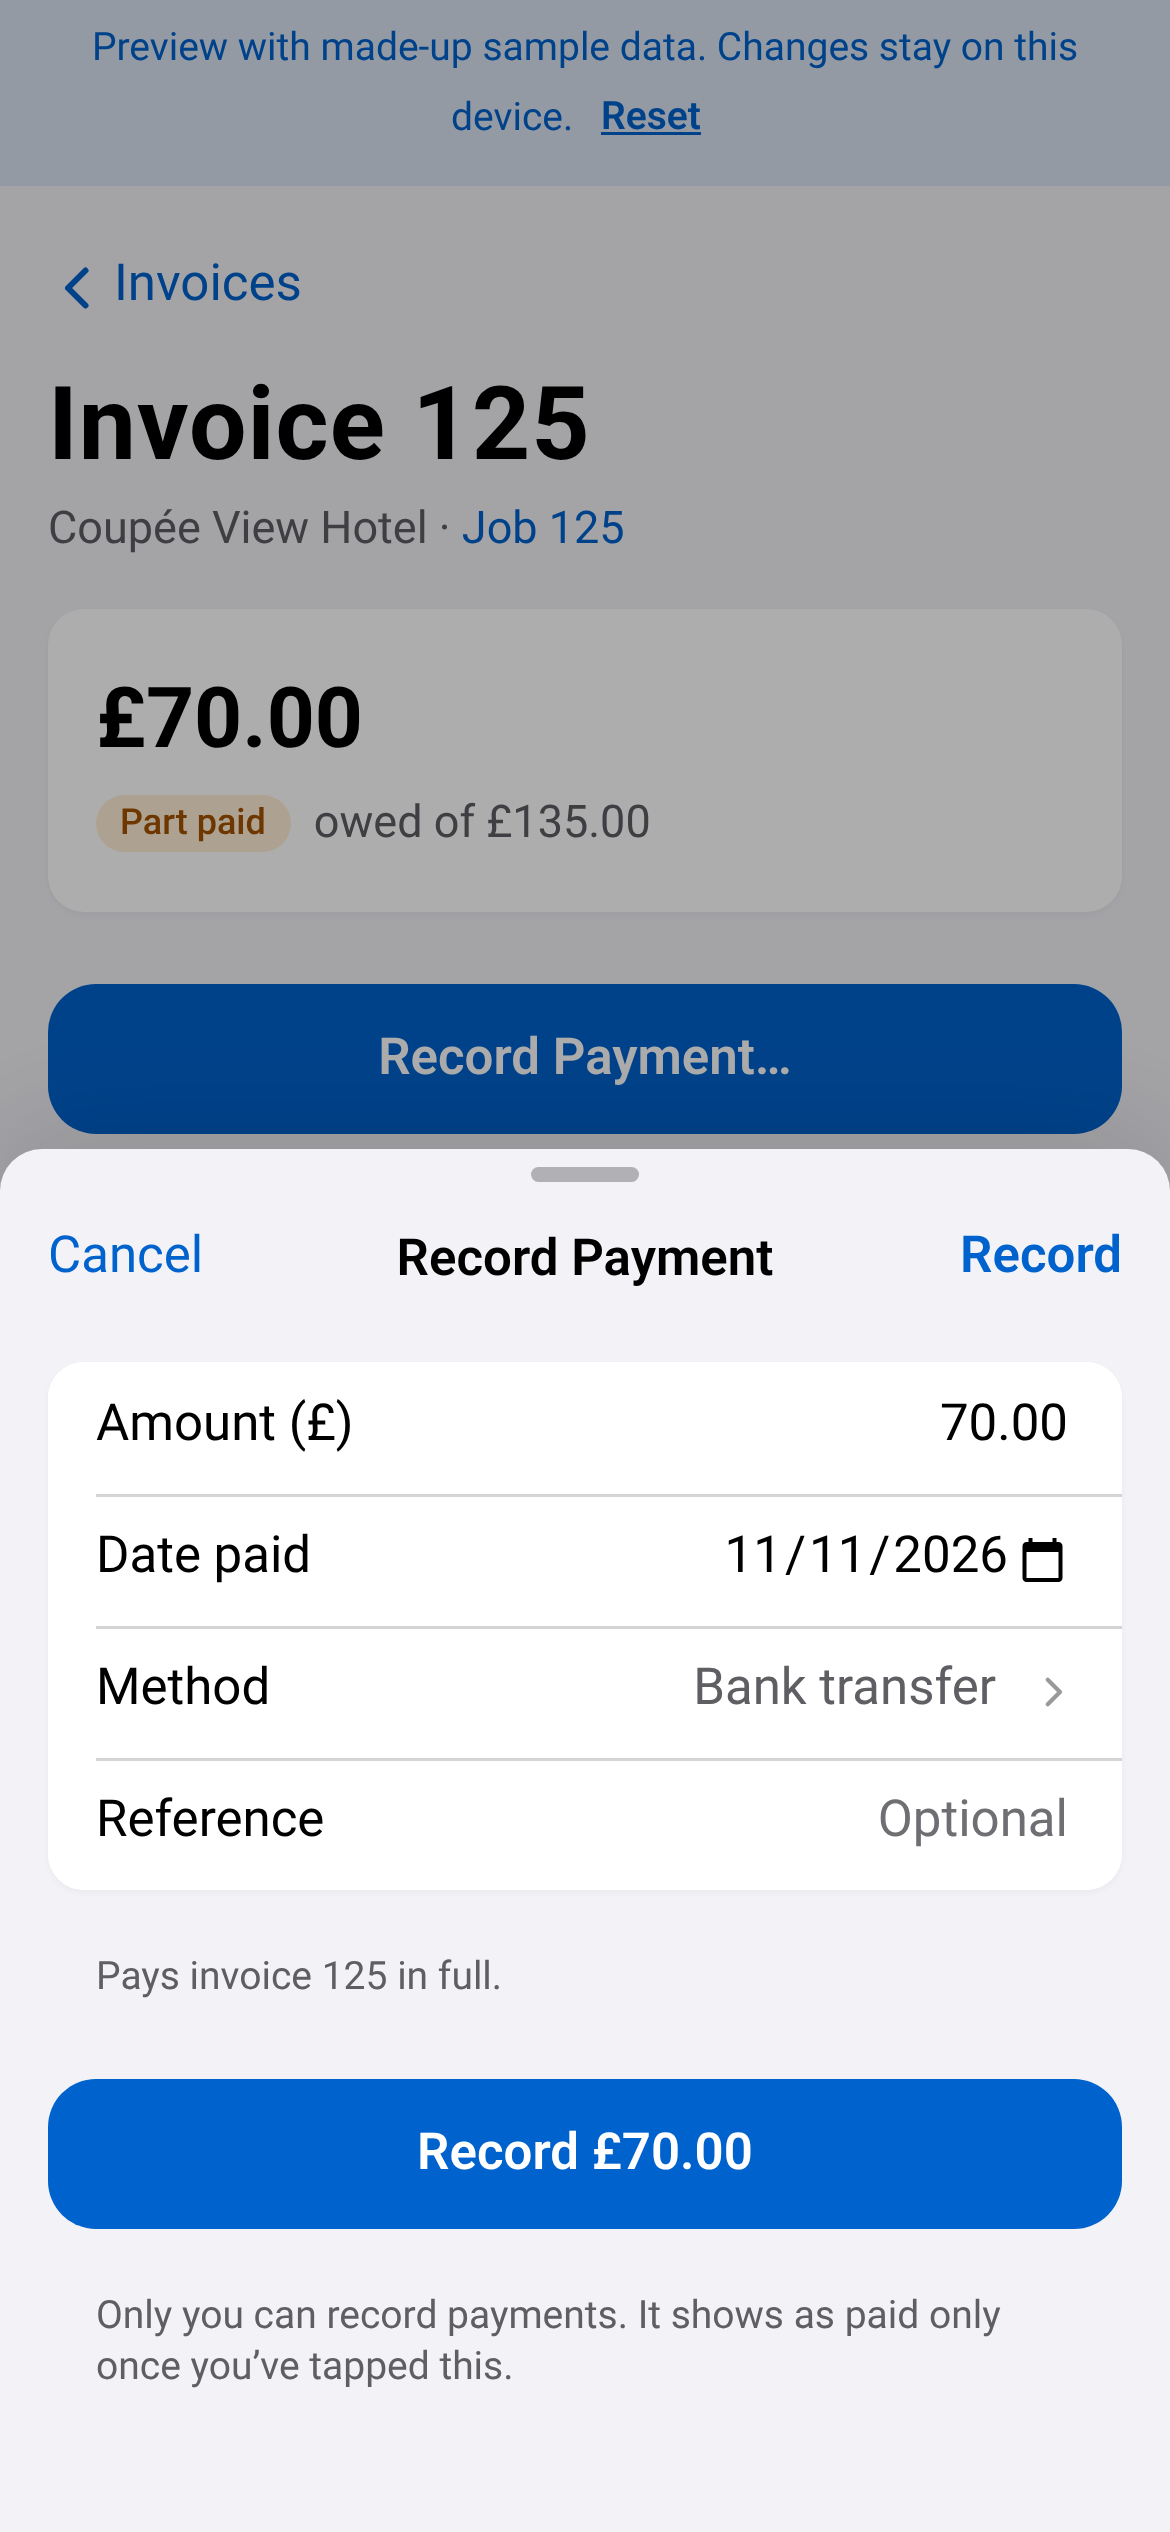 Preview with made-up sample data. Changes stay on this
device. Reset
Invoices
Invoice 125
Coupée View Hotel · Job 125
£70.00
Part paid owed of £135.00
Record Payment…
Cancel Record Payment Record
Amount (£) 70.00
Date paid 11/11/2026
Method Bank transfer
Reference Optional
Pays invoice 125 in full.
Record £70.00
Only you can record payments. It shows as paid only
once you’ve tapped this.